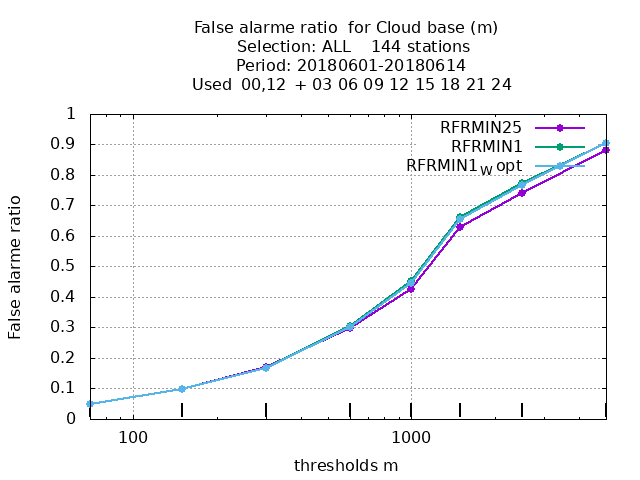 False alarme ratio  for Cloud base (m)
Selection: ALL    144 stations
Period: 20180601-20180614
Used  00,12  + 03 06 09 12 15 18 21 24
RFRMIN25
RFRMIN1
RFRMIN1W opt
1
0.9
0.8
0.7
0.6
0.5
0.4
0.3
0.2
0.1
0
False alarme ratio
100
1000
thresholds m